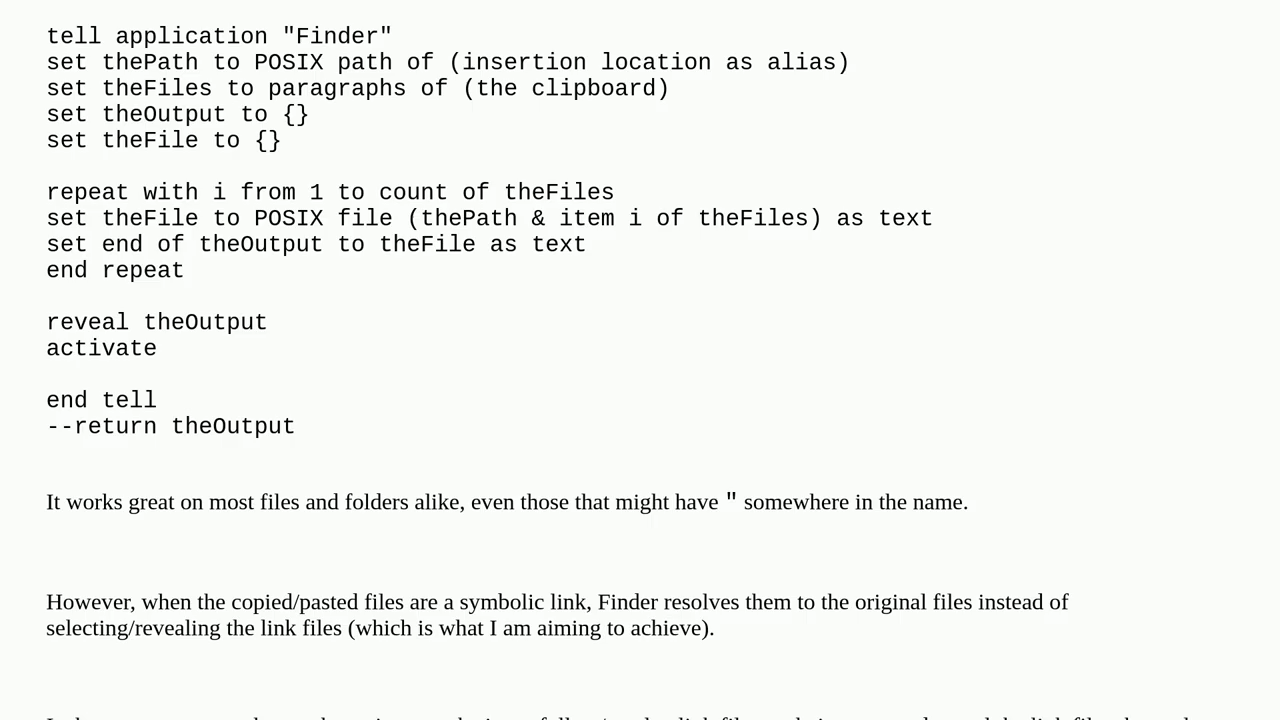 tell application "Finder"
set thePath to POSIX path of (insertion location as alias)
set theFiles to paragraphs of (the clipboard)
set theOutput to {}
set theFile to {}
repeat with i from 1 to count of theFiles
set theFile to POSIX file (thePath & item i of theFiles) as text
set end of theOutput to theFile as text
end repeat
reveal theOutput
activate
end tell
--return theOutput
It works great on most files and folders alike, even those that might have " somewhere in the name.
However, when the copied/pasted files are a symbolic link, Finder resolves them to the original files instead of
selecting/revealing the link files (which is what I am aiming to achieve).